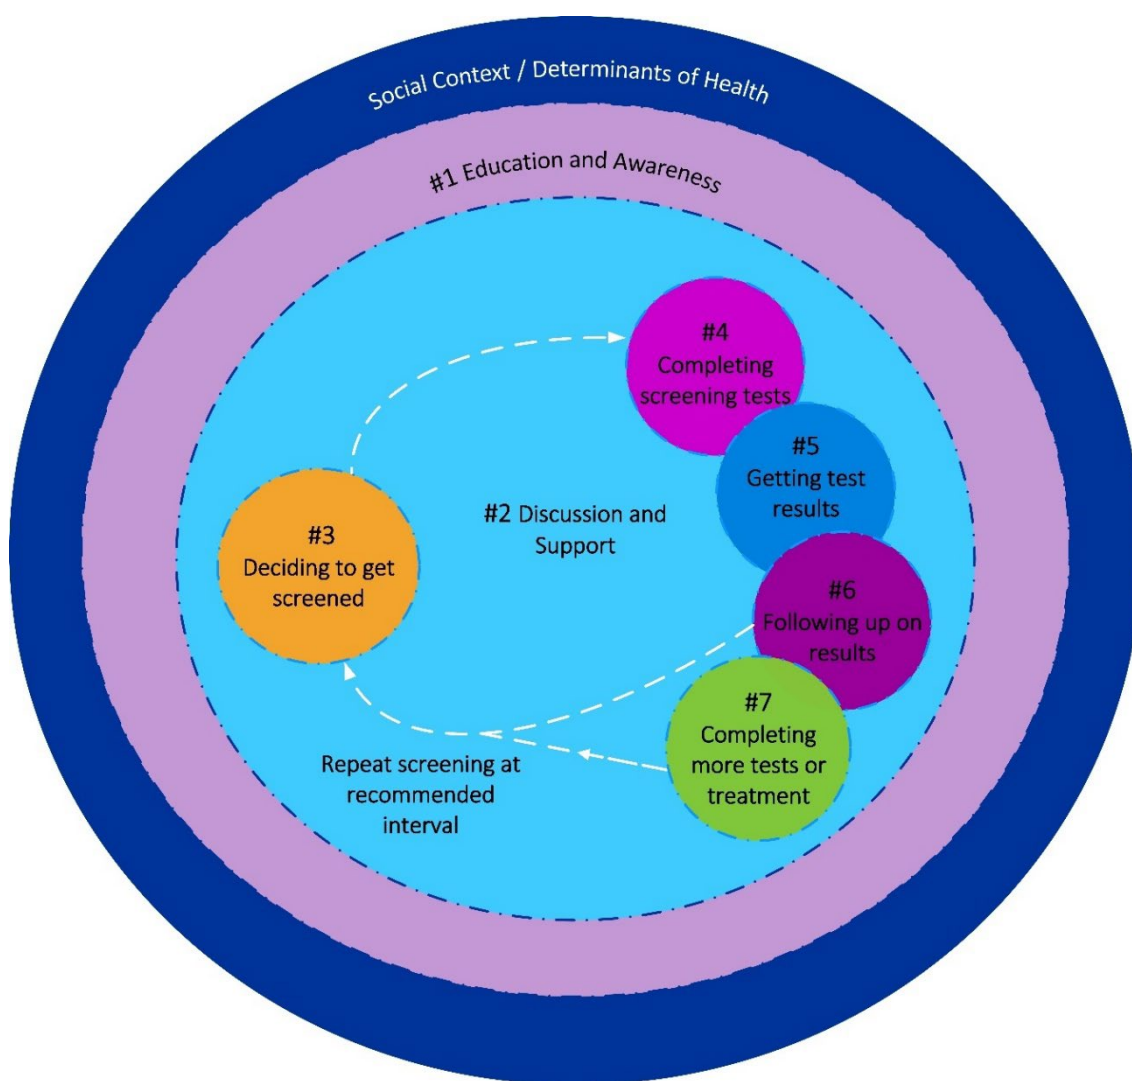 Social Context / Determinants of Health
#1 Education and Awareness
#4
Completing
screening tests
#5
Getting test
results
#2 Discussion and
Support
#3
Deciding to get
screened
#6
Following up on
results
#7
Completing
more tests or
treatment
Repeat screening at
recommended
interval